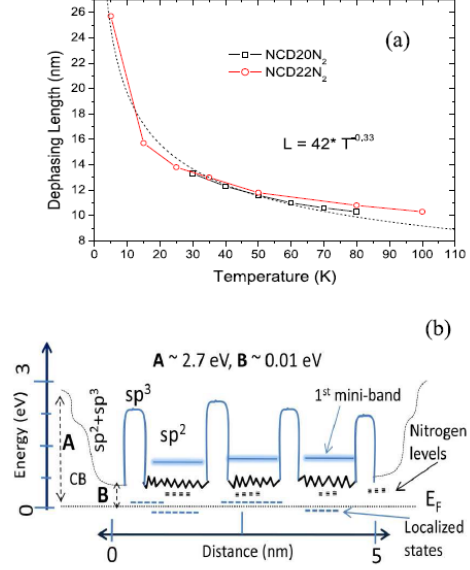 (a)
NCD20N₂
NCD22N₂
L = 42* T⁻⁰·³³
Dephasing Length (nm)
26
24
22
20
18
16
14
12
10
8
0 10 20 30 40 50 60 70 80 90 100 110
Temperature (K)
(b)
A ~ 2.7 eV, B ~ 0.01 eV
Energy (eV)
3
0
sp²+sp³
sp³
sp²
1st mini-band
A
CB
B
Nitrogen levels
E_F
Localized states
0
Distance (nm)
5